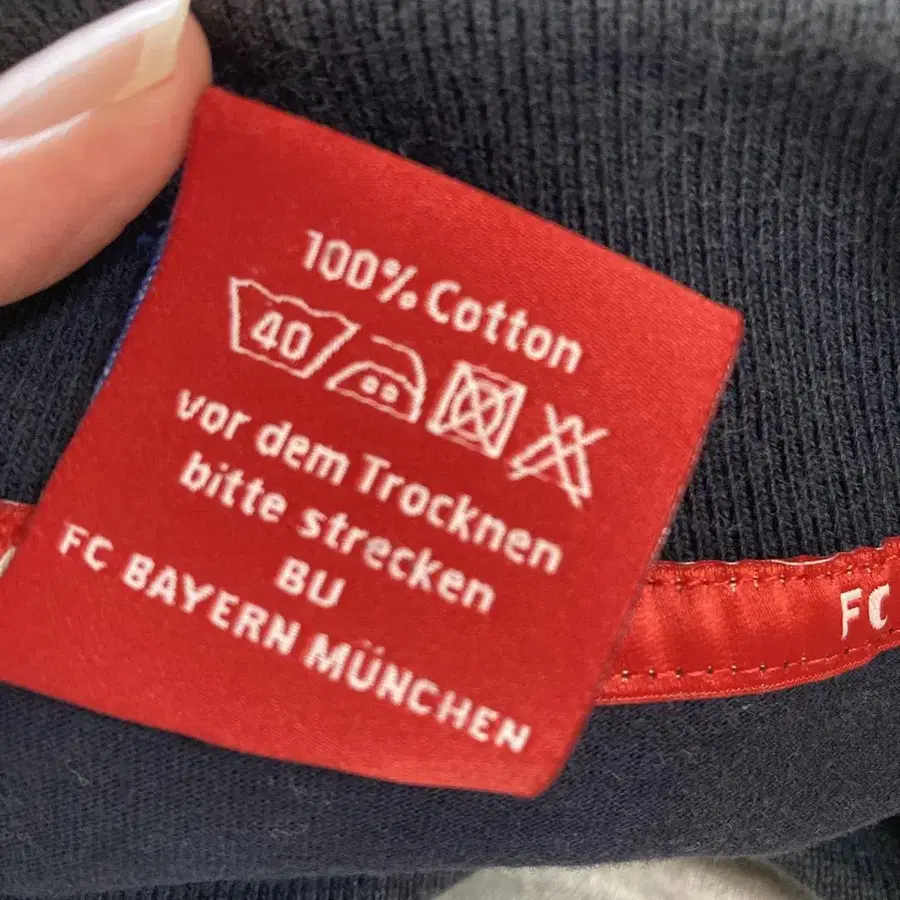 100% Cotton
40
vor dem Trocknen
bitte strecken
BU
FC BAYERN MÜNCHEN
FC